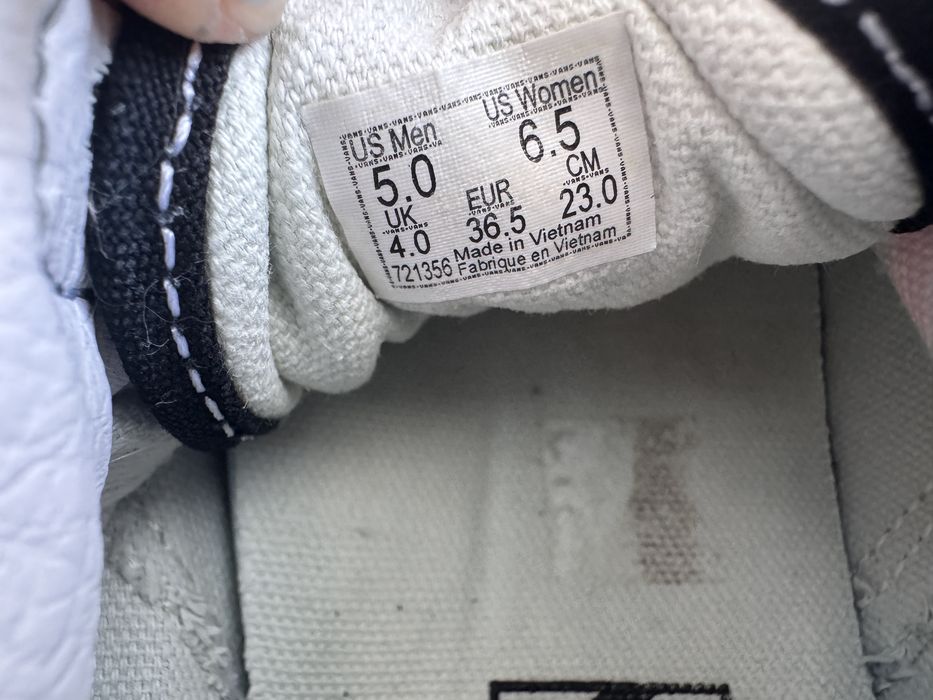 US Men US Women
5.0 6.5
UK EUR CM
4.0 36.5 23.0
721356 Made in Vietnam
Fabrique en Vietnam